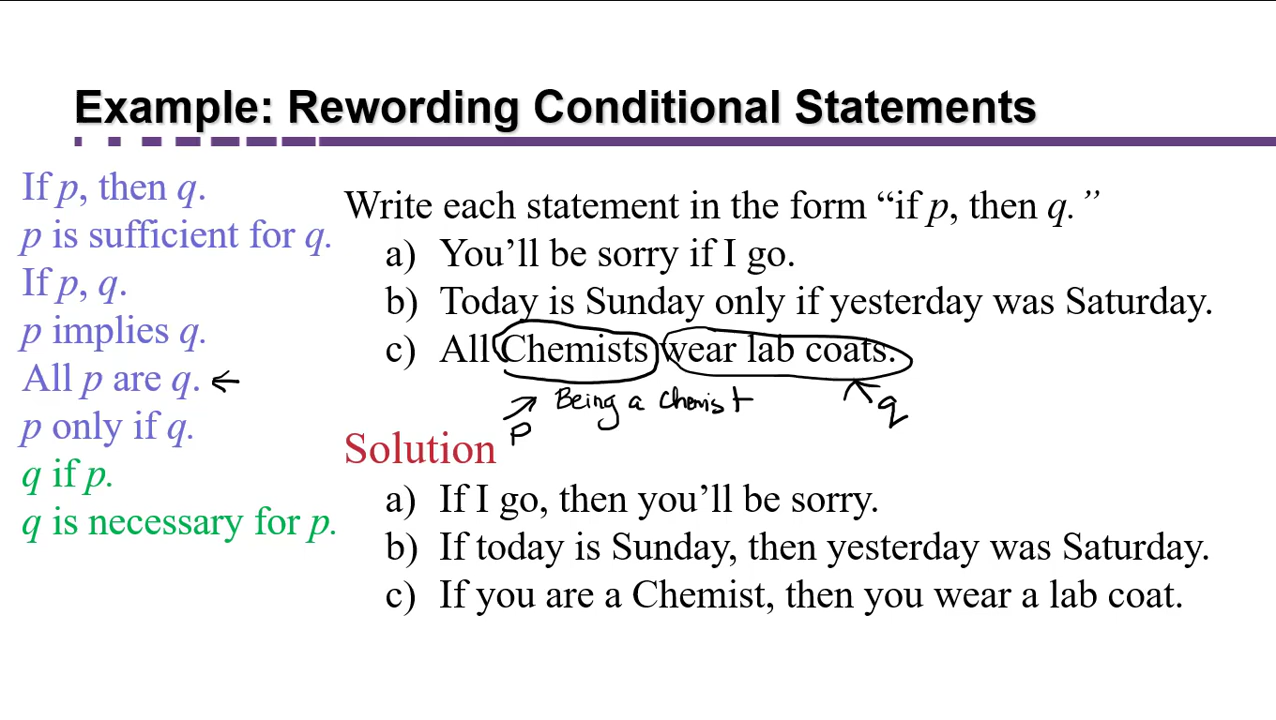 Example: Rewording Conditional Statements
If p, then q.
p is sufficient for q.
If p, q.
p implies q.
All p are q.
p only if q.
q if p.
q is necessary for p.
Write each statement in the form “if p, then q.”
a) You’ll be sorry if I go.
b) Today is Sunday only if yesterday was Saturday.
c) All Chemists wear lab coats.
Being a Chemist
p
q
Solution
a) If I go, then you’ll be sorry.
b) If today is Sunday, then yesterday was Saturday.
c) If you are a Chemist, then you wear a lab coat.